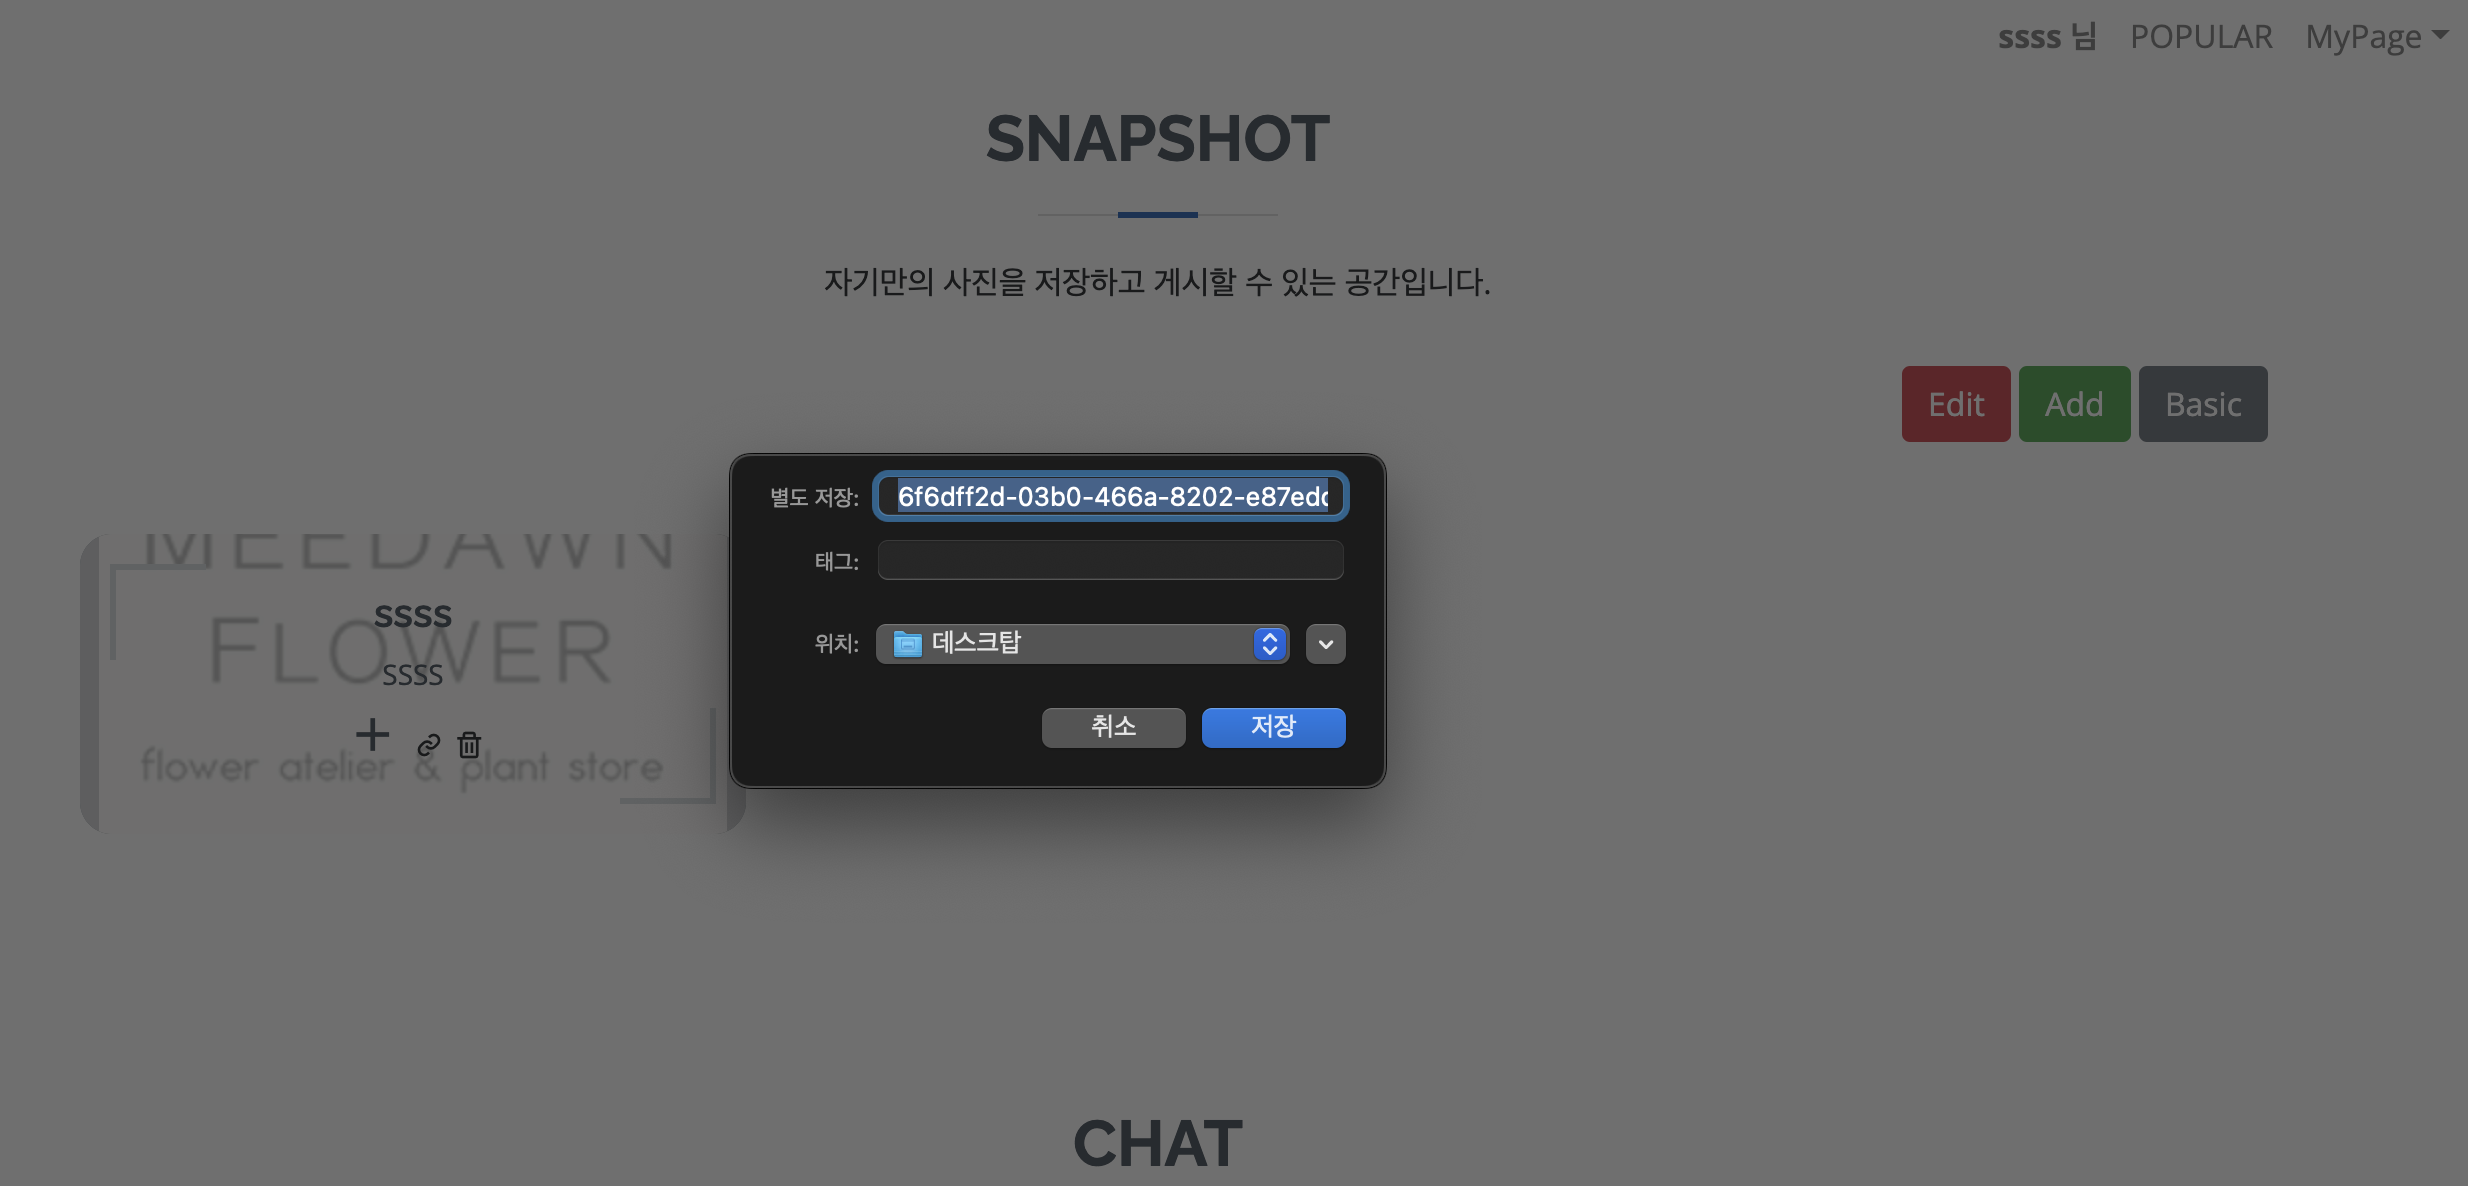 ssss 님 POPULAR MyPage
SNAPSHOT
자기만의 사진을 저장하고 게시할 수 있는 공간입니다.
Edit Add Basic
별도 저장: 6f6dff2d-03b0-466a-8202-e87edd
태그:
위치: 데스크탑
취소 저장
MEEDAWN
ssss
FLOWER
ssss
flower atelier & plant store
CHAT